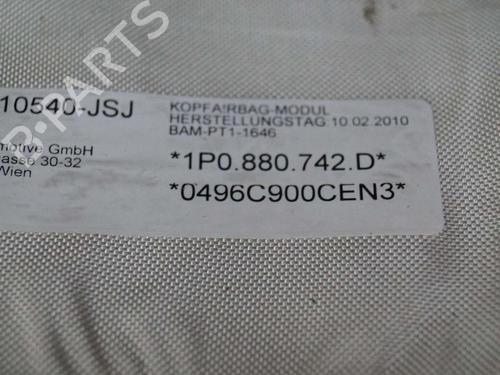 10540-JSJ
motive GmbH
asse 30-32
Wien
KOPFAIRBAG-MODUL
HERSTELLUNGSTAG 10.02.2010
BAM-PT1-1646
*1P0.880.742.D*
*0496C900CEN3*
B-PARTS